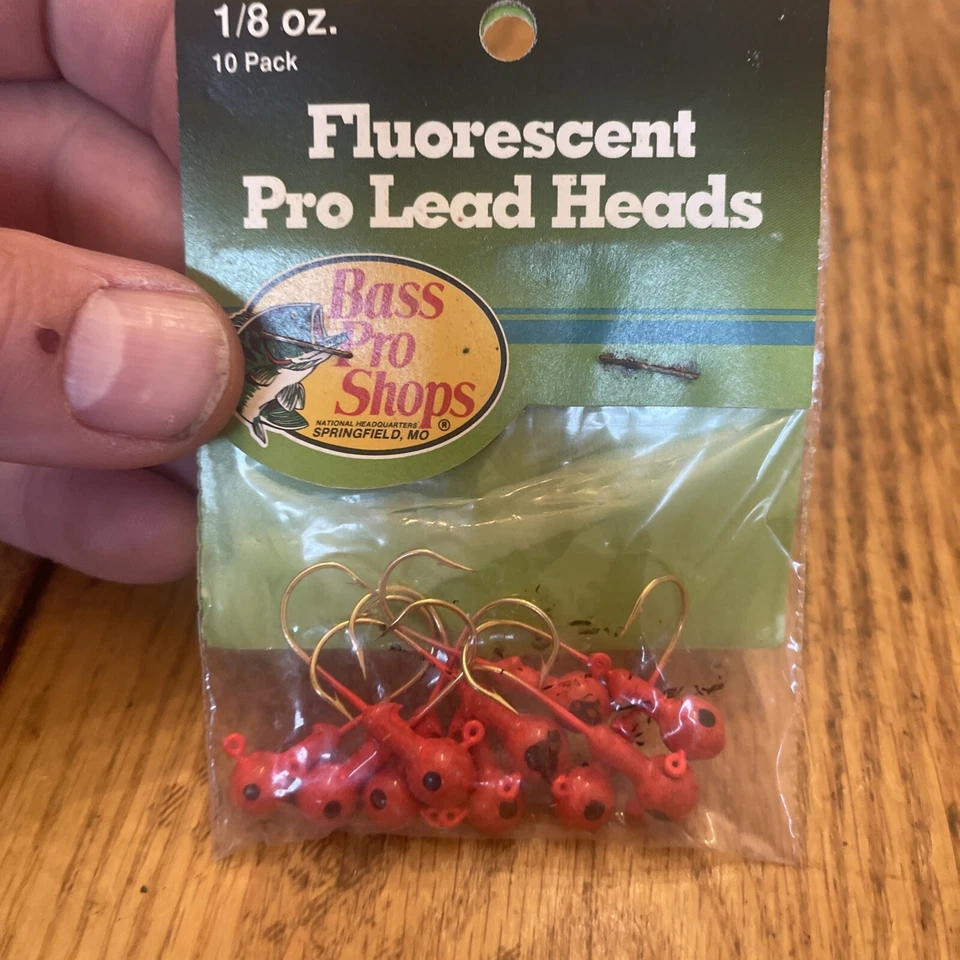 1/8 oz.
10 Pack
Fluorescent
Pro Lead Heads
Bass
Pro
Shops
®
NATIONAL HEADQUARTERS
SPRINGFIELD, MO